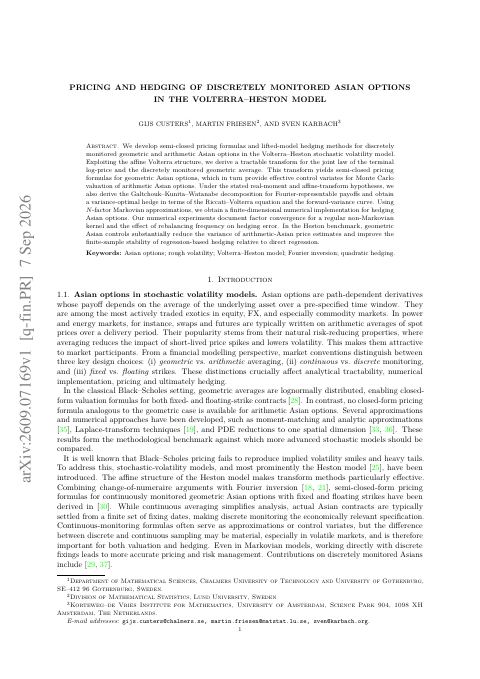 arXiv:2609.07169v1 [q-fin.PR] 7 Sep 2026
PRICING AND HEDGING OF DISCRETELY MONITORED ASIAN OPTIONS
IN THE VOLTERRA–HESTON MODEL
GIJS CUSTERS¹, MARTIN FRIESEN², AND SVEN KARBACH³
Abstract. We develop semi-closed pricing formulas and lifted-model hedging methods for discretely
monitored geometric and arithmetic Asian options in the Volterra–Heston stochastic volatility model.
Exploiting the affine Volterra structure, we derive a tractable transform for the joint law of the terminal
log-price and the discretely monitored geometric average. This transform yields semi-closed pricing
formulas for geometric Asian options, which in turn provide effective control variates for Monte Carlo
valuation of arithmetic Asian options. Under the stated real-moment and affine-transform hypotheses, we
also derive the Galtchouk–Kunita–Watanabe decomposition for Fourier-representable payoffs and obtain
a variance-optimal hedge in terms of the Riccati–Volterra equation and the forward-variance curve. Using
N-factor Markovian approximations, we obtain a finite-dimensional numerical implementation for hedging
Asian options. Our numerical experiments document factor convergence for a regular non-Markovian
kernel and the effect of rebalancing frequency on hedging error. In the Heston benchmark, geometric
Asian controls substantially reduce the variance of arithmetic-Asian price estimates and improve the
finite-sample stability of regression-based hedging relative to direct regression.
Keywords: Asian options; rough volatility; Volterra–Heston model; Fourier inversion; quadratic hedging.
1. Introduction
1.1. Asian options in stochastic volatility models. Asian options are path-dependent derivatives
whose payoff depends on the average of the underlying asset over a pre-specified time window. They
are among the most actively traded exotics in equity, FX, and especially commodity markets. In power
and energy markets, for instance, swaps and futures are typically written on arithmetic averages of spot
prices over a delivery period. Their popularity stems from their natural risk-reducing properties, where
averaging reduces the impact of short-lived price spikes and lowers volatility. This makes them attractive
to market participants. From a financial modelling perspective, market conventions distinguish between
three key design choices: (i) geometric vs. arithmetic averaging, (ii) continuous vs. discrete monitoring,
and (iii) fixed vs. floating strikes. These distinctions crucially affect analytical tractability, numerical
implementation, pricing and ultimately hedging.
In the classical Black–Scholes setting, geometric averages are lognormally distributed, enabling closed-
form valuation formulas for both fixed- and floating-strike contracts [28]. In contrast, no closed-form pricing
formula analogous to the geometric case is available for arithmetic Asian options. Several approximations
and numerical approaches have been developed, such as moment-matching and analytic approximations
[35], Laplace-transform techniques [19], and PDE reductions to one spatial dimension [33, 36]. These
results form the methodological benchmark against which more advanced stochastic models should be
compared.
It is well known that Black–Scholes pricing fails to reproduce implied volatility smiles and heavy tails.
To address this, stochastic-volatility models, and most prominently the Heston model [25], have been
introduced. The affine structure of the Heston model makes transform methods particularly effective.
Combining change-of-numeraire arguments with Fourier inversion [18, 21], semi-closed-form pricing
formulas for continuously monitored geometric Asian options with fixed and floating strikes have been
derived in [30]. While continuous averaging simplifies analysis, actual Asian contracts are typically
settled from a finite set of fixing dates, making discrete monitoring the economically relevant specification.
Continuous-monitoring formulas often serve as approximations or control variates, but the difference
between discrete and continuous sampling may be material, especially in volatile markets, and is therefore
important for both valuation and hedging. Even in Markovian models, working directly with discrete
fixings leads to more accurate pricing and risk management. Contributions on discretely monitored Asians
include [29, 37].
¹Department of Mathematical Sciences, Chalmers University of Technology and University of Gothenburg,
SE-412 96 Gothenburg, Sweden
²Division of Mathematical Statistics, Lund University, Sweden
³Korteweg-de Vries Institute for Mathematics, University of Amsterdam, Science Park 904, 1098 XH
Amsterdam, The Netherlands.
E-mail addresses: gijs.custers@chalmers.se, martin.friesen@matstat.lu.se, sven@karbach.org.
1